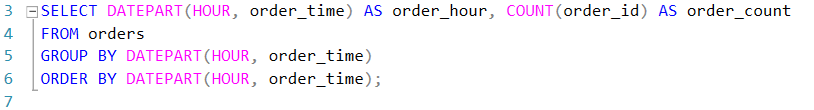 3 SELECT DATEPART(HOUR, order_time) AS order_hour, COUNT(order_id) AS order_count
4 FROM orders
5 GROUP BY DATEPART(HOUR, order_time)
6 ORDER BY DATEPART(HOUR, order_time);
7